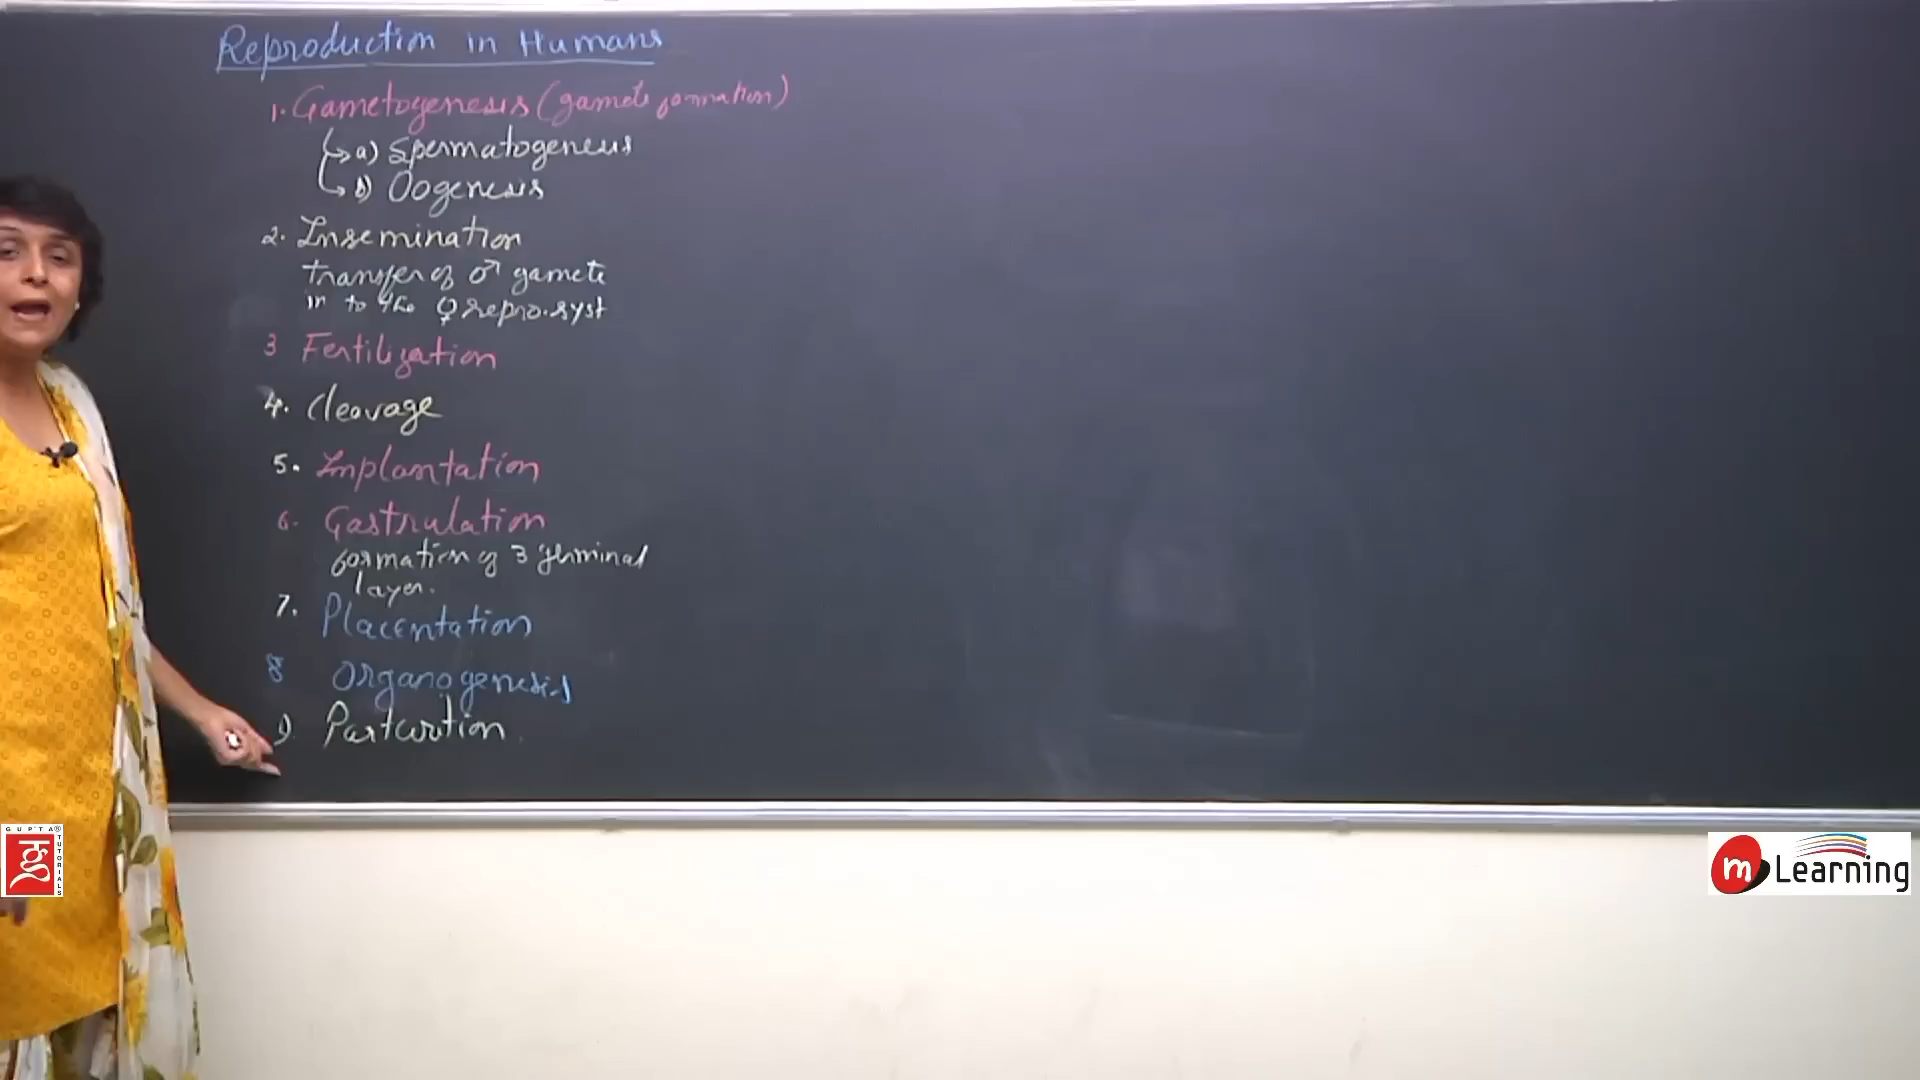 Reproduction in Humans
1. Gametogenesis (gamete formation)
a) Spermatogenesis
b) Oogenesis
2. Insemination
transfer of ♂ gamete
in to the ♀ repro. syst
3 Fertilization
4. Cleavage
5. Implantation
6. Gastrulation
formation of 3 germinal
layer.
7. Placentation
8 Organogenesis
9) Parturtion
GUPTA®
TUTORIALS
m Learning